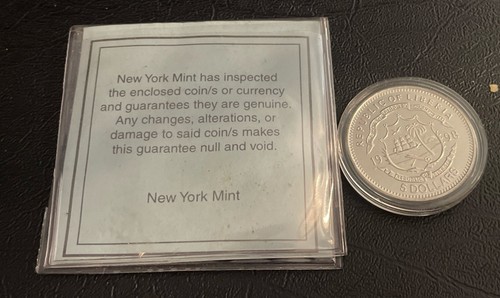 New York Mint has inspected
the enclosed coin/s or currency
and guarantees they are genuine.
Any changes, alterations, or
damage to said coin/s makes
this guarantee null and void.
New York Mint
REPUBLIC OF LIBERIA
5 DOLLARS